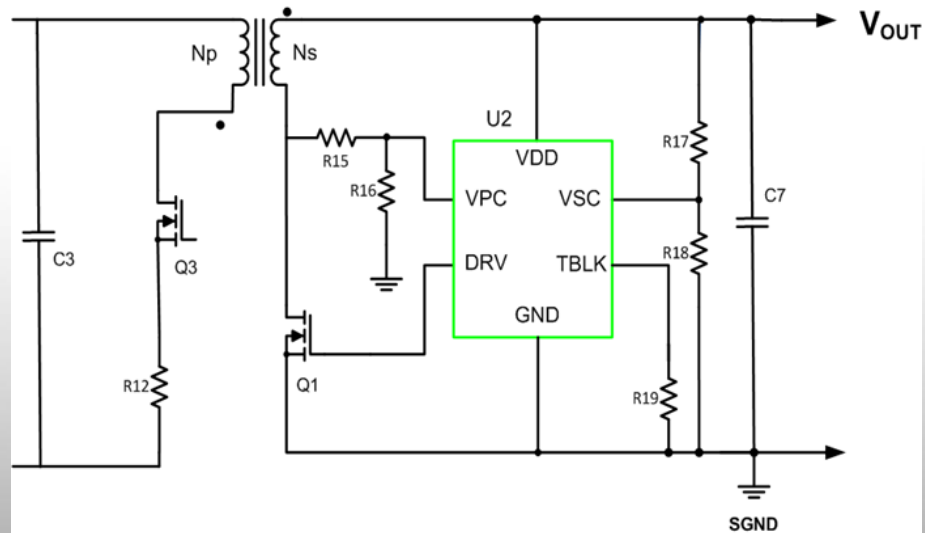 V_OUT
Np
Ns
U2
R17
VDD
R15
R16
VPC
VSC
C7
C3
Q3
DRV
TBLK
R18
GND
R12
Q1
R19
SGND